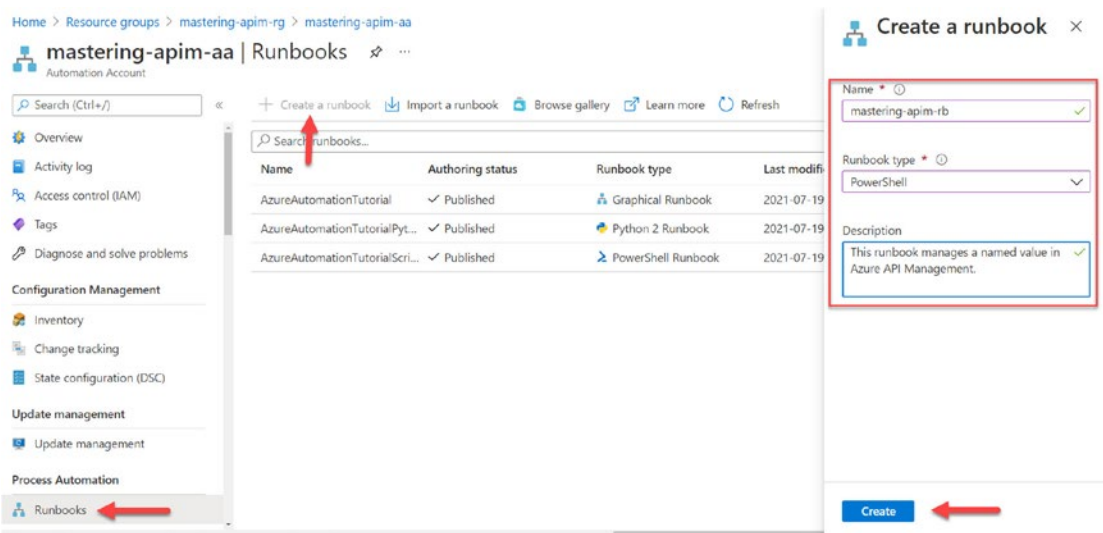 Home > Resource groups > mastering-apim-rg > mastering-apim-aa
mastering-apim-aa | Runbooks
Automation Account
Search (Ctrl+/)
Overview
Activity log
Access control (IAM)
Tags
Diagnose and solve problems
Configuration Management
Inventory
Change tracking
State configuration (DSC)
Update management
Update management
Process Automation
Runbooks
Create a runbook Import a runbook Browse gallery Learn more Refresh
Search runbooks...
Name Authoring status Runbook type Last modifi
AzureAutomationTutorial Published Graphical Runbook 2021-07-19
AzureAutomationTutorialPyt... Published Python 2 Runbook 2021-07-19
AzureAutomationTutorialScri... Published PowerShell Runbook 2021-07-19
Create a runbook
Name *
mastering-apim-rb
Runbook type *
PowerShell
Description
This runbook manages a named value in
Azure API Management.
Create